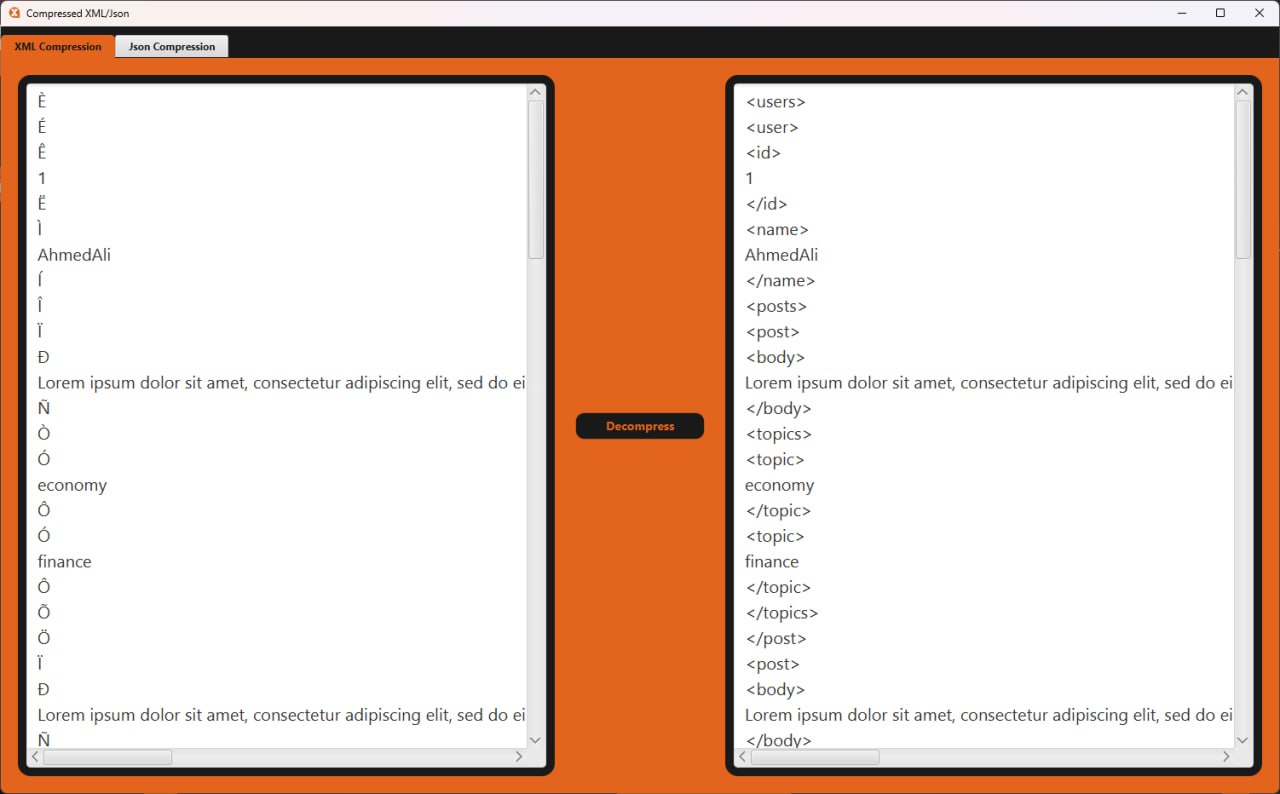 Compressed XML/Json
XML Compression
Json Compression
È
É
Ê
1
Ë
Ì
AhmedAli
Í
Î
Ï
Ð
Lorem ipsum dolor sit amet, consectetur adipiscing elit, sed do ei
Ñ
Ò
Ó
economy
Ô
Ó
finance
Ô
Õ
Ö
Ï
Ð
Lorem ipsum dolor sit amet, consectetur adipiscing elit, sed do ei
Ñ
Decompress
<users>
<user>
<id>
1
</id>
<name>
AhmedAli
</name>
<posts>
<post>
<body>
Lorem ipsum dolor sit amet, consectetur adipiscing elit, sed do ei
</body>
<topics>
<topic>
economy
</topic>
<topic>
finance
</topic>
</topics>
</post>
<post>
<body>
Lorem ipsum dolor sit amet, consectetur adipiscing elit, sed do ei
</body>